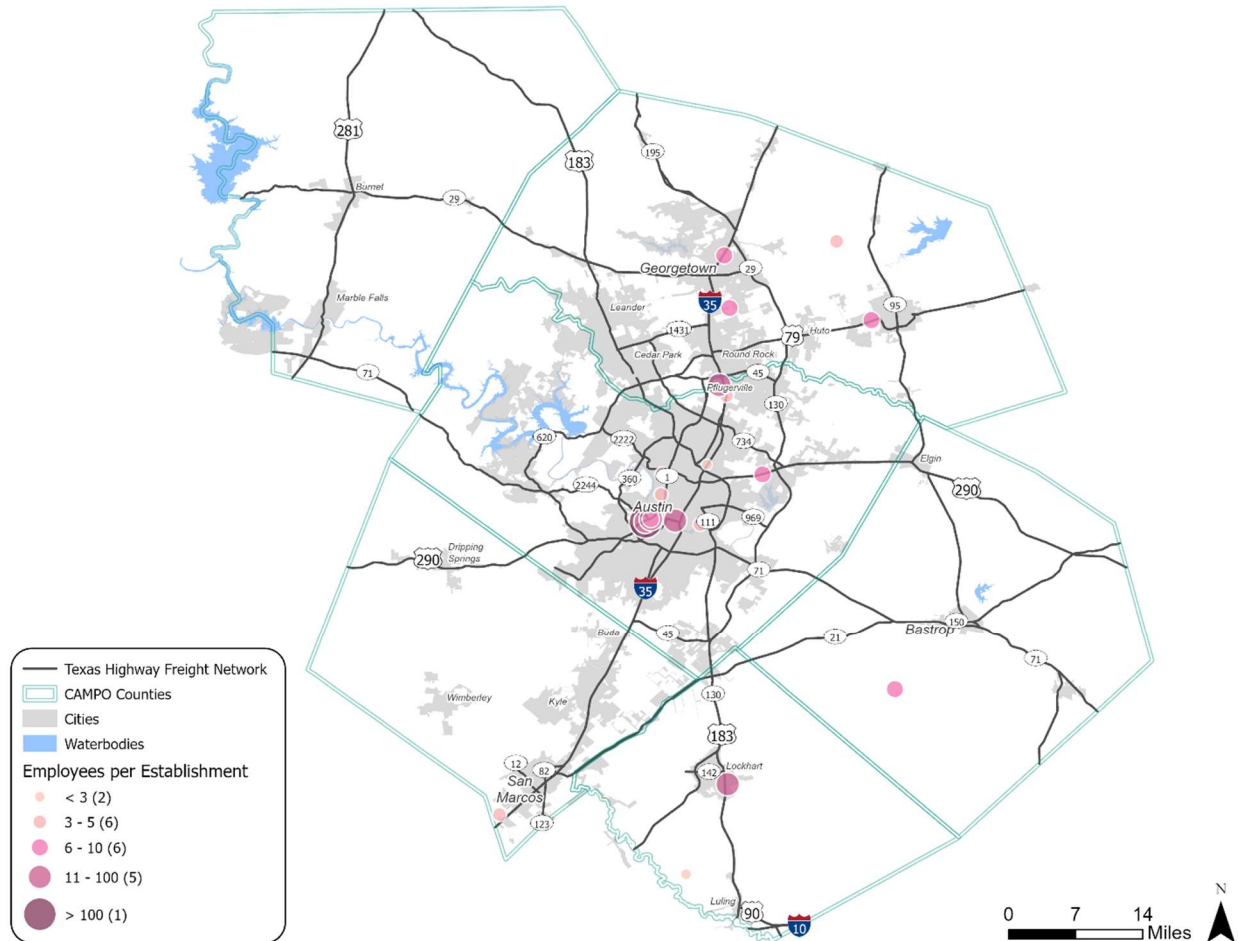 281
183
195
Burnet
29
Georgetown
29
35
Marble Falls
Leander
95
1431
79
Huto
Cedar Park
Round Rock
71
45
Pflugerville
130
620
2222
734
Elgin
360
1
2244
290
Austin
111
969
Dripping
Springs
290
71
35
150
Bastrop
Buda
45
21
71
Wimberley
Kyle
130
183
12
82
142
Lockhart
San
Marcos
123
Luling
90
10
Texas Highway Freight Network
CAMPO Counties
Cities
Waterbodies
Employees per Establishment
< 3 (2)
3 - 5 (6)
6 - 10 (6)
11 - 100 (5)
> 100 (1)
N
0 7 14
Miles